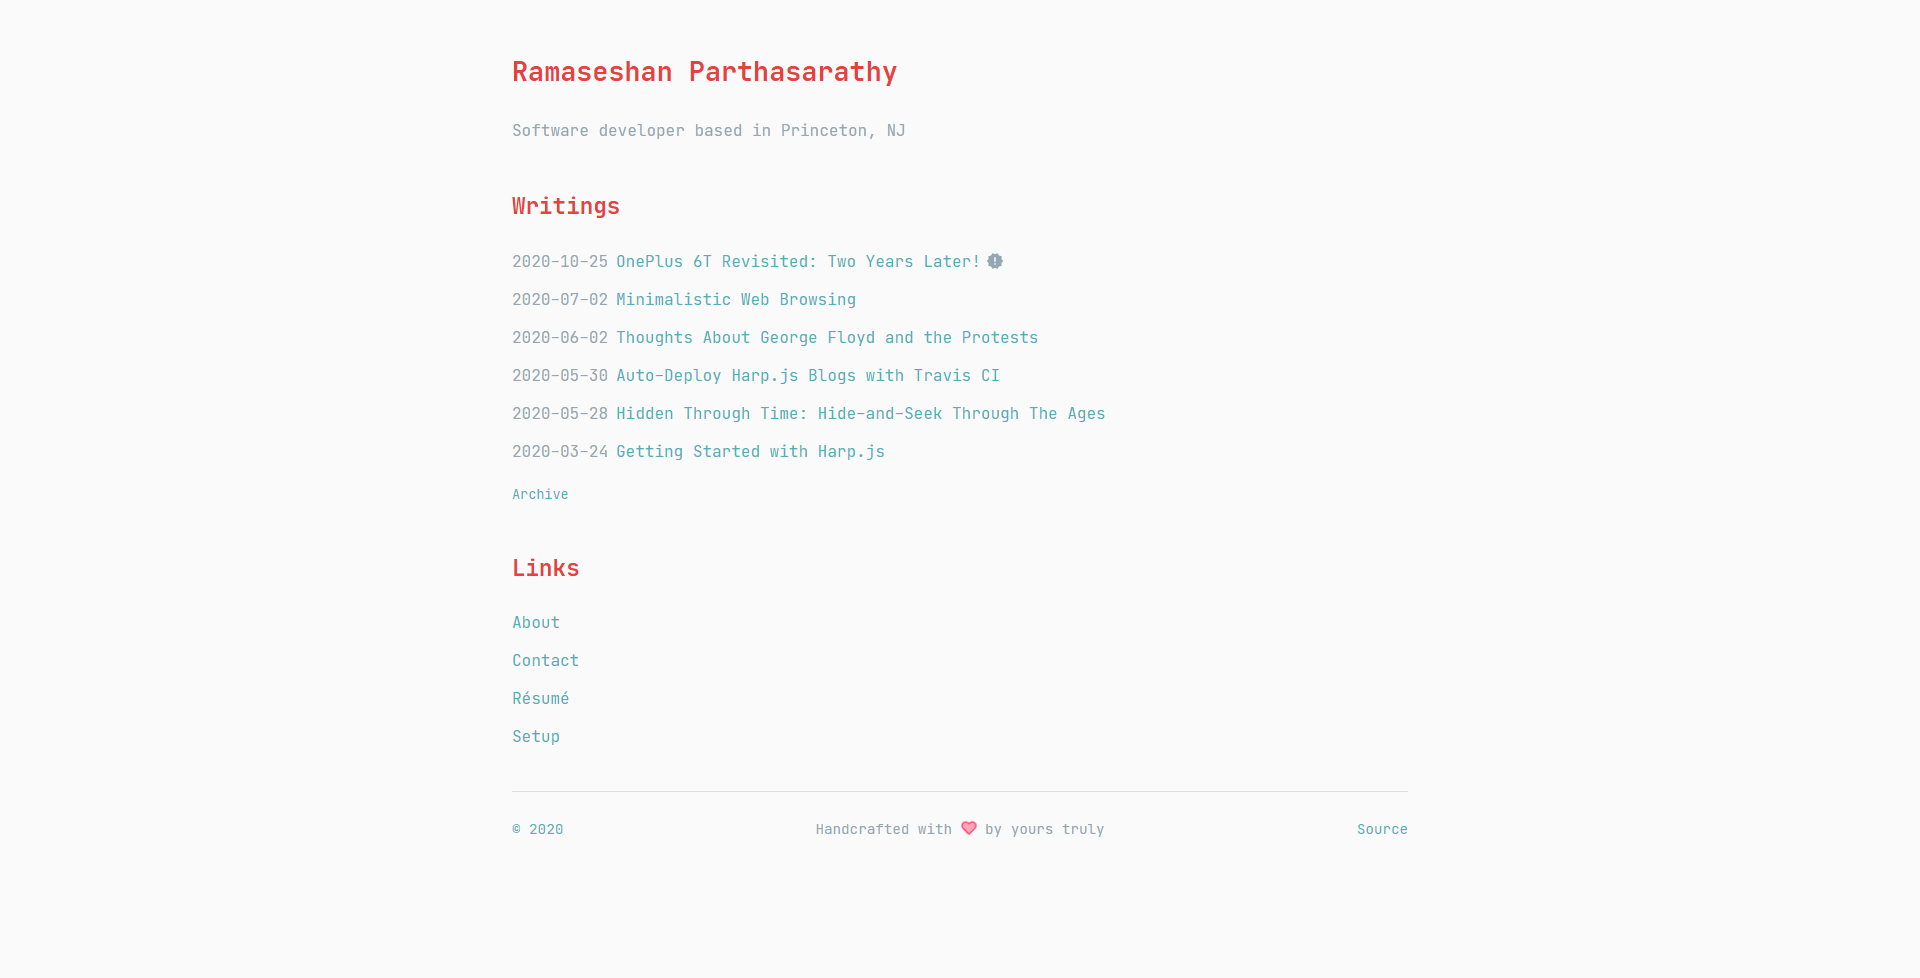 Ramaseshan Parthasarathy
Software developer based in Princeton, NJ
Writings
2020-10-25 OnePlus 6T Revisited: Two Years Later!
2020-07-02 Minimalistic Web Browsing
2020-06-02 Thoughts About George Floyd and the Protests
2020-05-30 Auto-Deploy Harp.js Blogs with Travis CI
2020-05-28 Hidden Through Time: Hide-and-Seek Through The Ages
2020-03-24 Getting Started with Harp.js
Archive
Links
About
Contact
Résumé
Setup
© 2020 Handcrafted with by yours truly Source